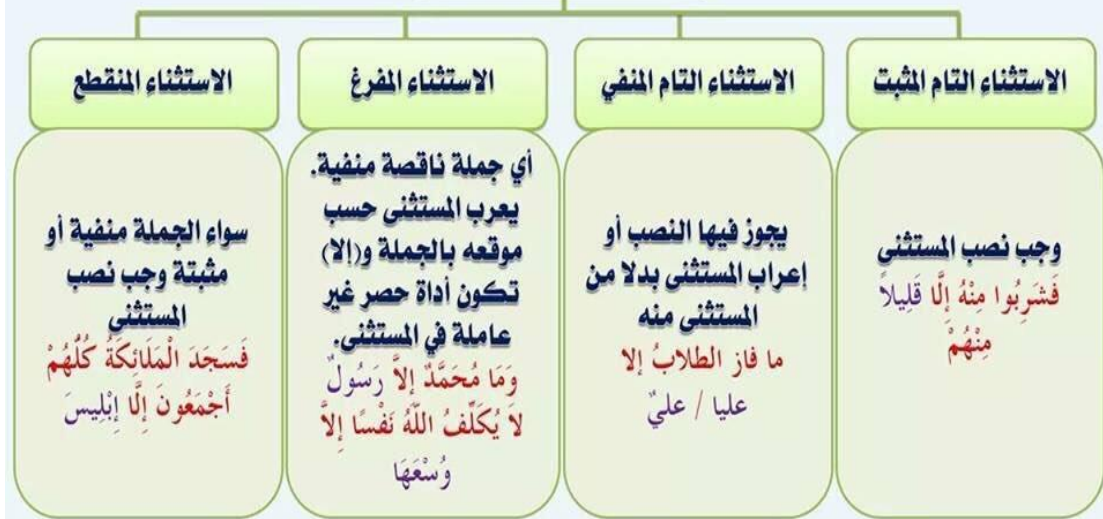 الاستثناء التام المثبت
وجب نصب المستثنى
فَشَرِبُوا مِنْهُ إِلَّا قَلِيلاً
مِنْهُمْ
الاستثناء التام المنفي
يجوز فيها النصب أو
إعراب المستثنى بدلا من
المستثنى منه
ما فاز الطلابُ إلا
عليا / عليٌ
الاستثناء المفرغ
أي جملة ناقصة منفية.
يعرب المستثنى حسب
موقعه بالجملة و(إلا)
تكون أداة حصر غير
عاملة في المستثنى.
وَمَا مُحَمَّدٌ إِلاَّ رَسُولٌ
لاَ يُكَلِّفُ اللّهُ نَفْسًا إِلاَّ
وُسْعَهَا
الاستثناء المنقطع
سواء الجملة منفية أو
مثبتة وجب نصب
المستثنى
فَسَجَدَ الْمَلَائِكَةُ كُلُّهُمْ
أَجْمَعُونَ إِلَّا إِبْلِيسَ